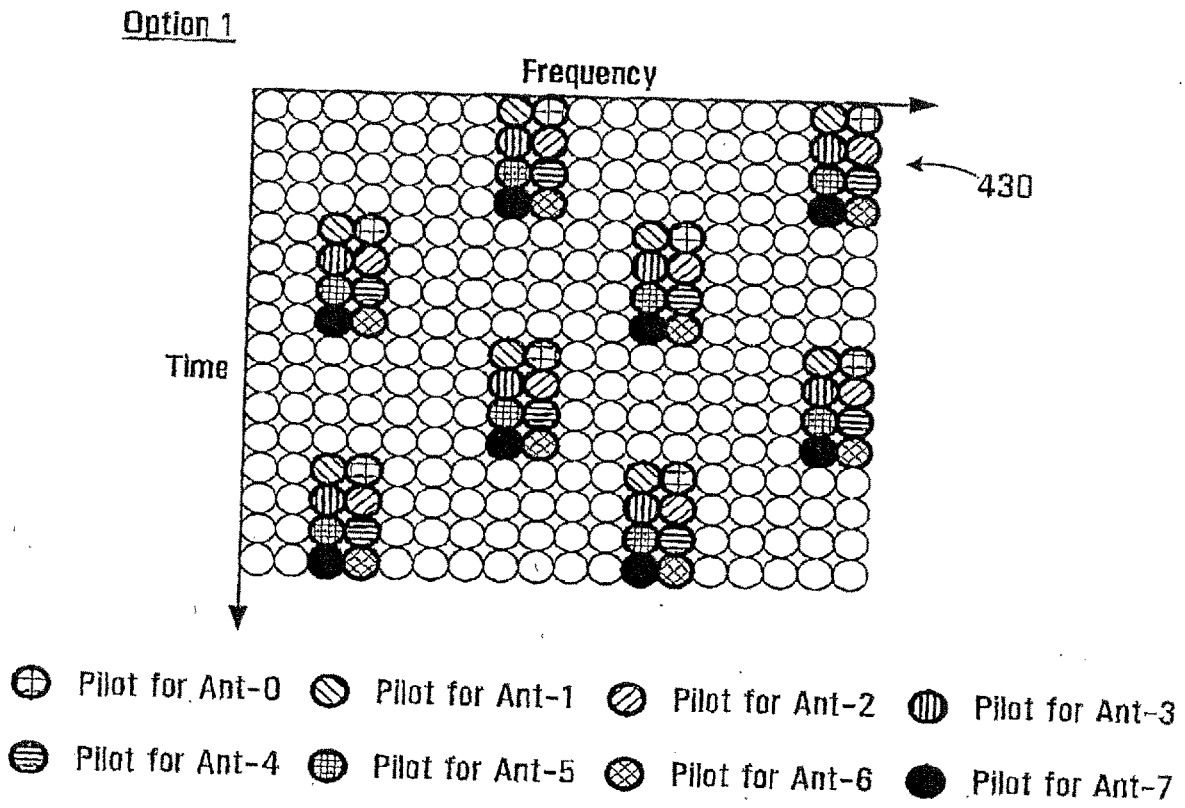 Option 1
Frequency
430
Time
Pilot for Ant-0
Pilot for Ant-1
Pilot for Ant-2
Pilot for Ant-3
Pilot for Ant-4
Pilot for Ant-5
Pilot for Ant-6
Pilot for Ant-7